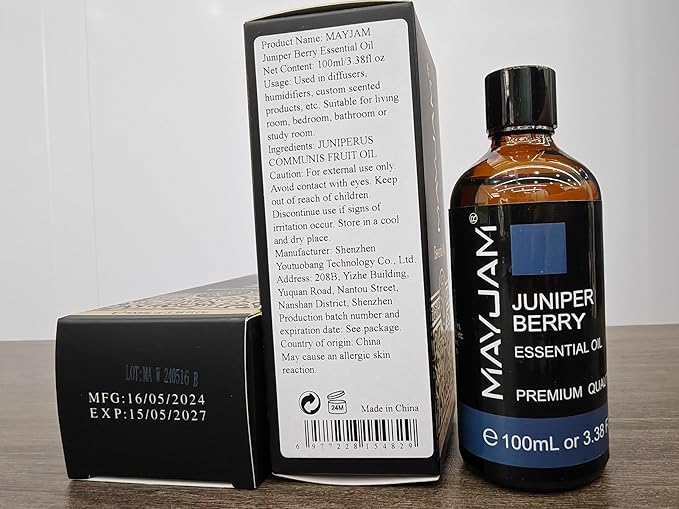 Product Name: MAYJAM
Juniper Berry Essential Oil
Net Content: 100ml/3.38fl.oz
Usage: Used in diffusers,
humidifiers, custom scented
products, etc. Suitable for living
room, bedroom, bathroom or
study room.
Ingredients: JUNIPERUS
COMMUNIS FRUIT OIL
Caution: For external use only.
Avoid contact with eyes. Keep
out of reach of children.
Discontinue use if signs of
irritation occur. Store in a cool
and dry place.
Manufacturer: Shenzhen
Youtuobang Technology Co., Ltd.
Address: 208B, Yizhe Building,
Yuquan Road, Nantou Street,
Nanshan District, Shenzhen
Production batch number and
expiration date: See package.
Country of origin: China
May cause an allergic skin
reaction.
24M
Made in China
6 977228 154829
LOT:MA W 240516 B
MFG:16/05/2024
EXP:15/05/2027
MAYJAM®
JUNIPER
BERRY
ESSENTIAL OIL
PREMIUM
℮ 100mL or 3.38